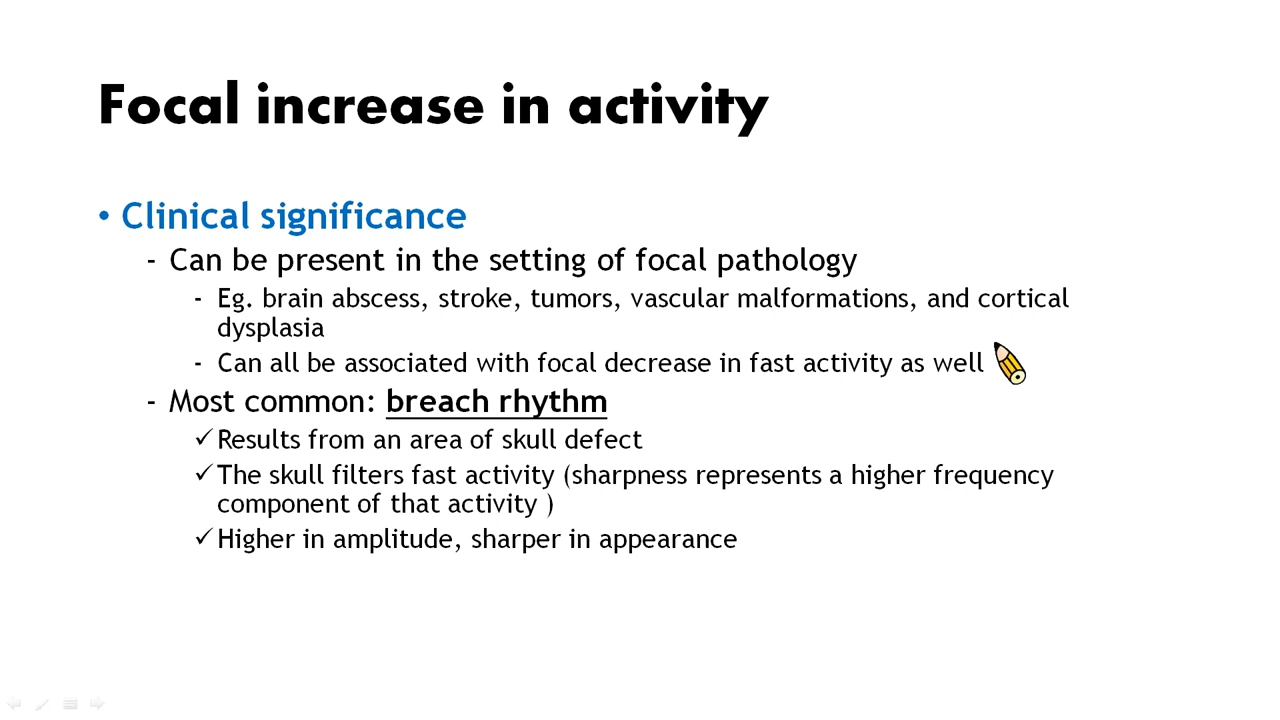 Focal increase in activity
• Clinical significance
- Can be present in the setting of focal pathology
- Eg. brain abscess, stroke, tumors, vascular malformations, and cortical
dysplasia
- Can all be associated with focal decrease in fast activity as well
- Most common: breach rhythm
✓Results from an area of skull defect
✓The skull filters fast activity (sharpness represents a higher frequency
component of that activity )
✓Higher in amplitude, sharper in appearance